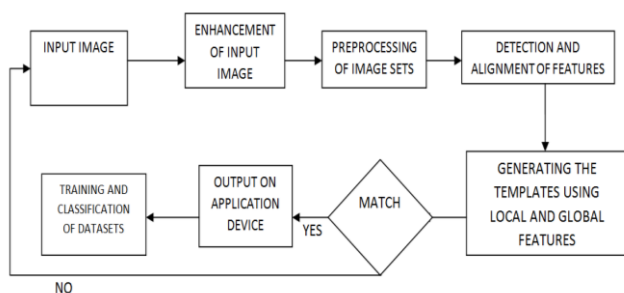 INPUT IMAGE
ENHANCEMENT
OF INPUT
IMAGE
PREPROCESSING
OF IMAGE SETS
DETECTION AND
ALIGNMENT OF FEATURES
GENERATING THE
TEMPLATES USING
LOCAL AND GLOBAL
FEATURES
MATCH
YES
OUTPUT ON
APPLICATION
DEVICE
TRAINING AND
CLASSIFICATION
OF DATASETS
NO